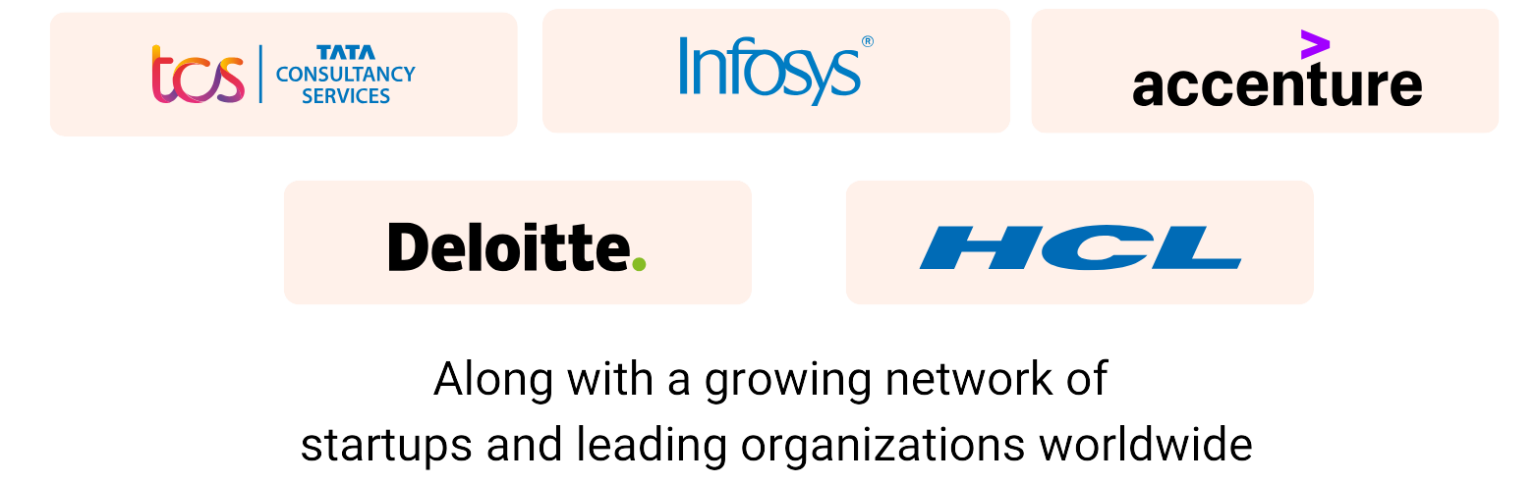 tcs
TATA
CONSULTANCY
SERVICES
Infosys®
>
accenture
Deloitte.
HCL
Along with a growing network of
startups and leading organizations worldwide